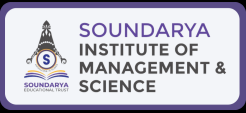 S
SOUNDARYA
EDUCATIONAL TRUST
SOUNDARYA
INSTITUTE OF
MANAGEMENT &
SCIENCE